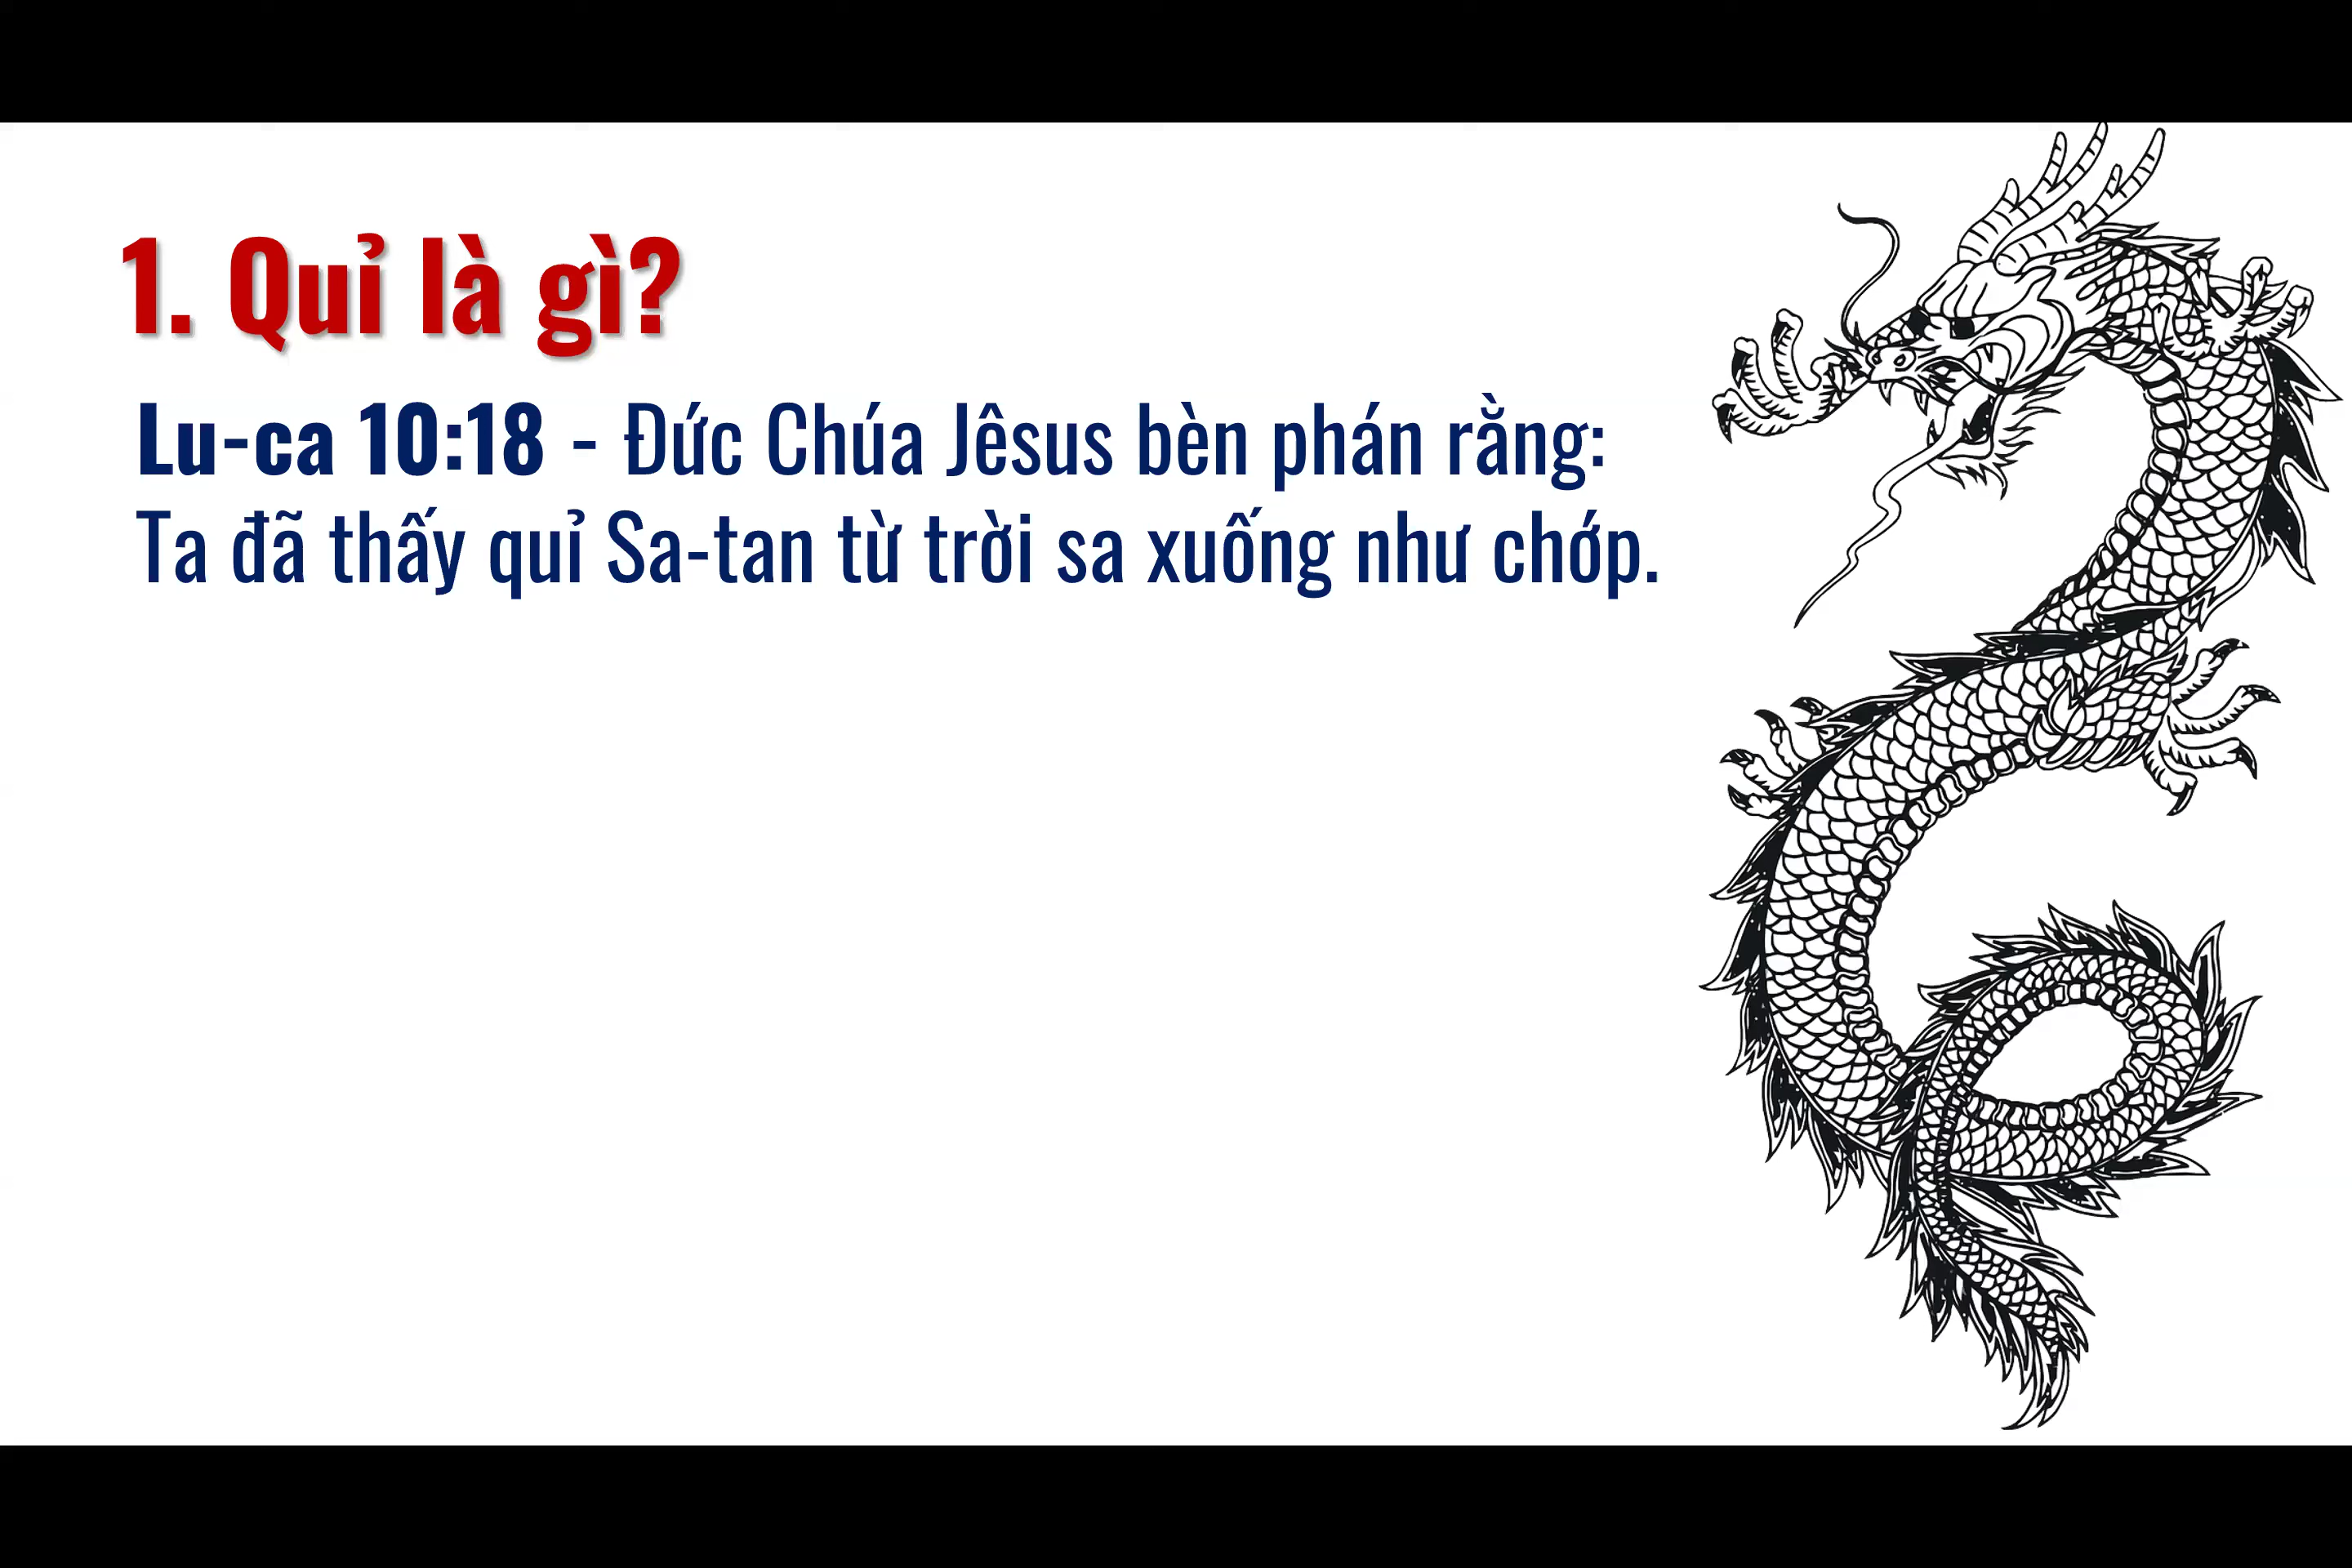 1. Quỉ là gì?
Lu-ca 10:18 - Đức Chúa Jêsus bèn phán rằng:
Ta đã thấy quỉ Sa-tan từ trời sa xuống như chớp.